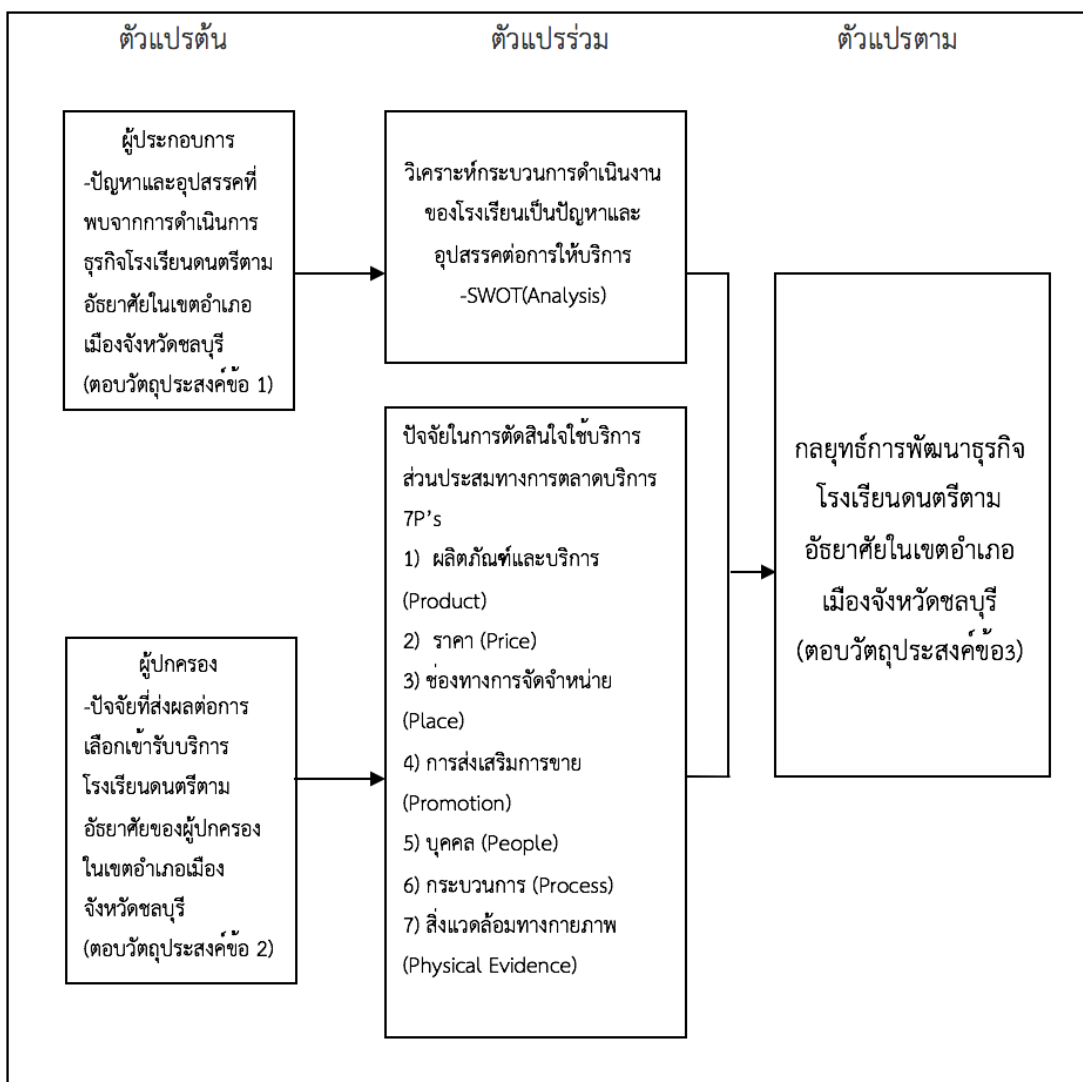 ตัวแปรต้น
ตัวแปรร่วม
ตัวแปรตาม
ผู้ประกอบการ
-ปัญหาและอุปสรรคที่
พบจากการดำเนินการ
ธุรกิจโรงเรียนดนตรีตาม
อัธยาศัยในเขตอำเภอ
เมืองจังหวัดชลบุรี
(ตอบวัตถุประสงค์ข้อ 1)
วิเคราะห์กระบวนการดำเนินงาน
ของโรงเรียนเป็นปัญหาและ
อุปสรรคต่อการให้บริการ
-SWOT(Analysis)
ผู้ปกครอง
-ปัจจัยที่ส่งผลต่อการ
เลือกเข้ารับบริการ
โรงเรียนดนตรีตาม
อัธยาศัยของผู้ปกครอง
ในเขตอำเภอเมือง
จังหวัดชลบุรี
(ตอบวัตถุประสงค์ข้อ 2)
ปัจจัยในการตัดสินใจใช้บริการ
ส่วนประสมทางการตลาดบริการ
7P’s
1) ผลิตภัณฑ์และบริการ
(Product)
2) ราคา (Price)
3) ช่องทางการจัดจำหน่าย
(Place)
4) การส่งเสริมการขาย
(Promotion)
5) บุคคล (People)
6) กระบวนการ (Process)
7) สิ่งแวดล้อมทางกายภาพ
(Physical Evidence)
กลยุทธ์การพัฒนาธุรกิจ
โรงเรียนดนตรีตาม
อัธยาศัยในเขตอำเภอ
เมืองจังหวัดชลบุรี
(ตอบวัตถุประสงค์ข้อ3)